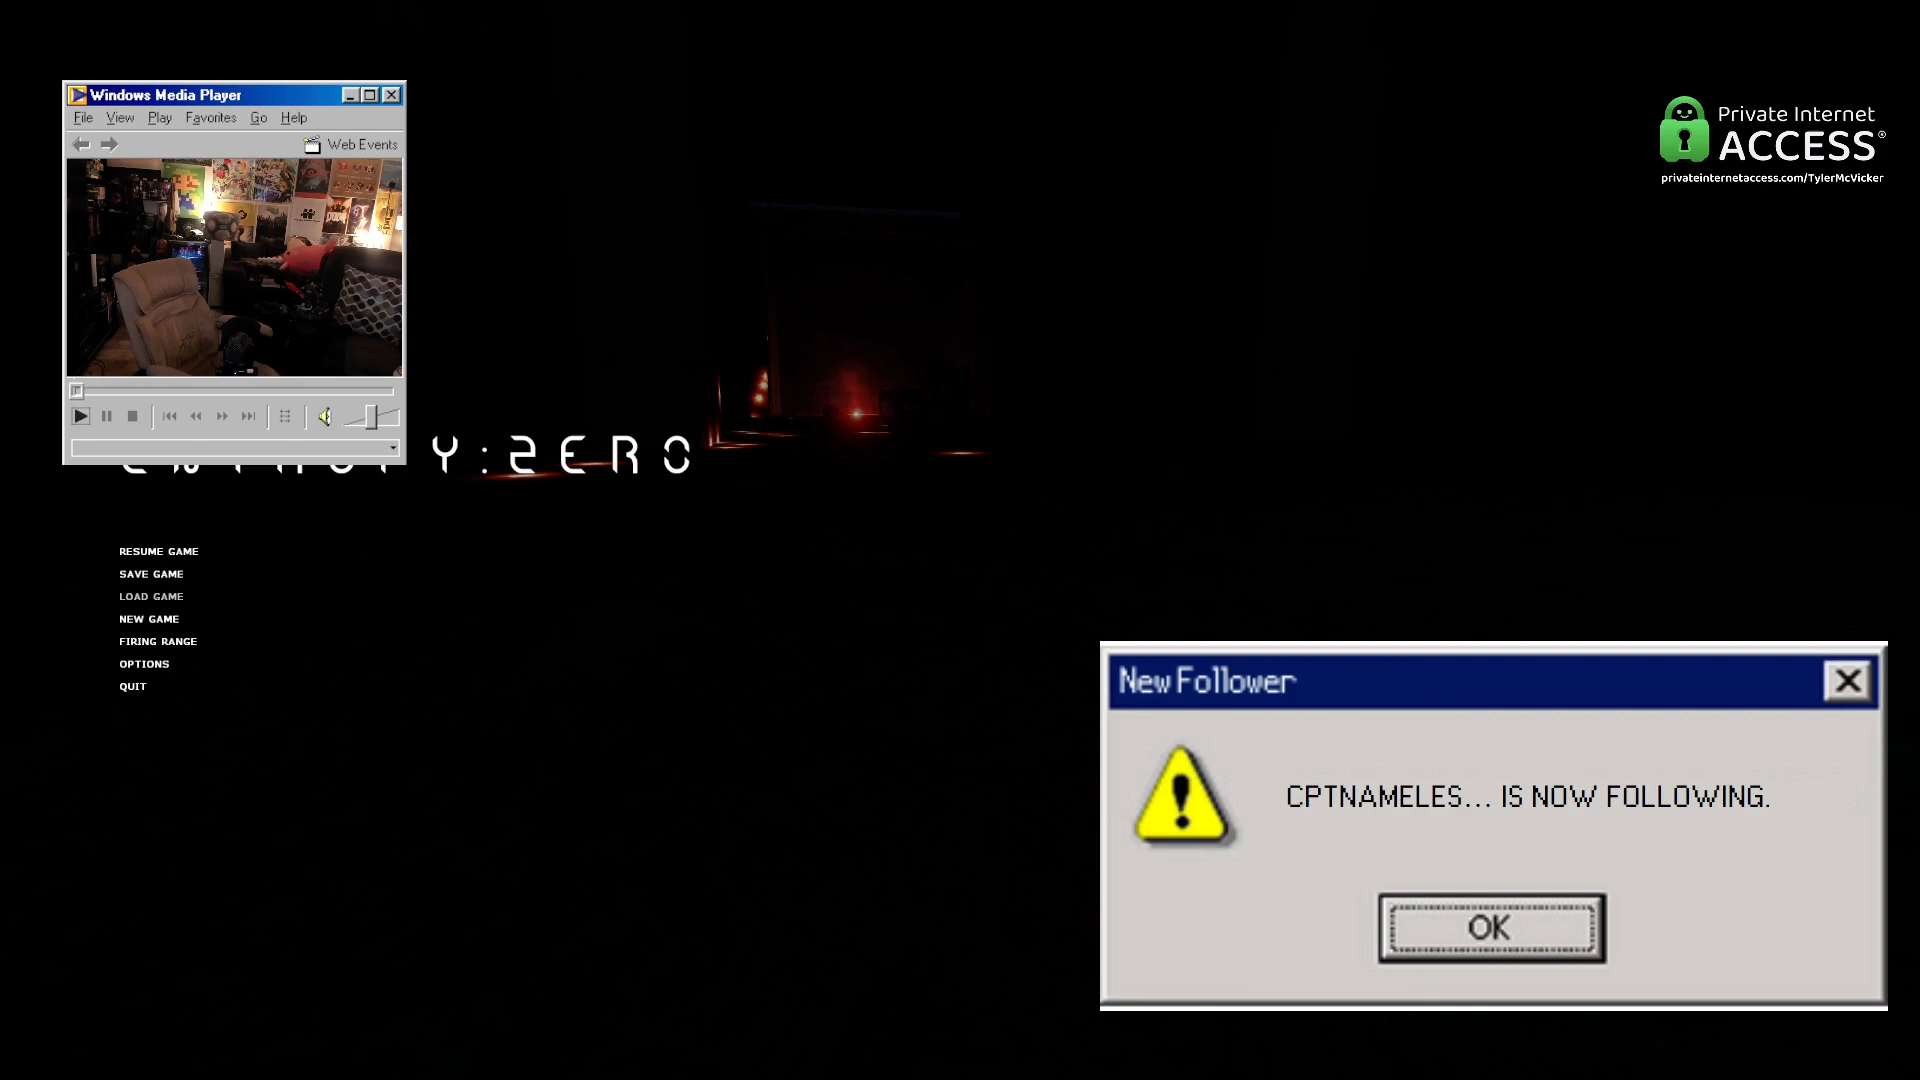 Windows Media Player
File View Play Favorites Go Help
Web Events
Private Internet
ACCESS®
privateinternetaccess.com/TylerMcVicker
Y:ZERO
RESUME GAME
SAVE GAME
LOAD GAME
NEW GAME
FIRING RANGE
OPTIONS
QUIT
New Follower
CPTNAMELES... IS NOW FOLLOWING.
OK